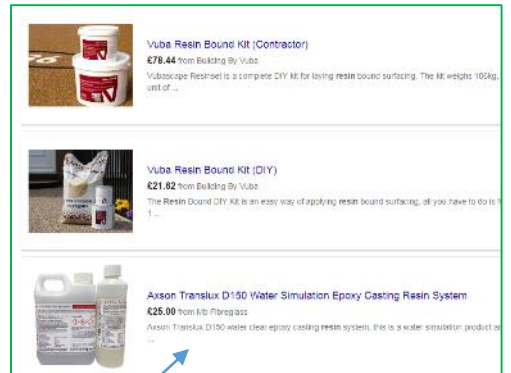 Vuba Resin Bound Kit (Contractor)
£78.44 from Building By Vuba
Vubascape Resinset is a complete DIY kit for laying resin bound surfacing. The kit weighs 106kg,
unit of ...
Vuba Resin Bound Kit (DIY)
£21.62 from Building By Vuba
The Resin Bound DIY Kit is an easy way of applying resin bound surfacing, all you have to do is
1 ...
Axson Translux D150 Water Simulation Epoxy Casting Resin System
£25.00 from Mb Fibreglass
Axson Translux D150 water clear epoxy casting resin system, this is a water simulation product
...